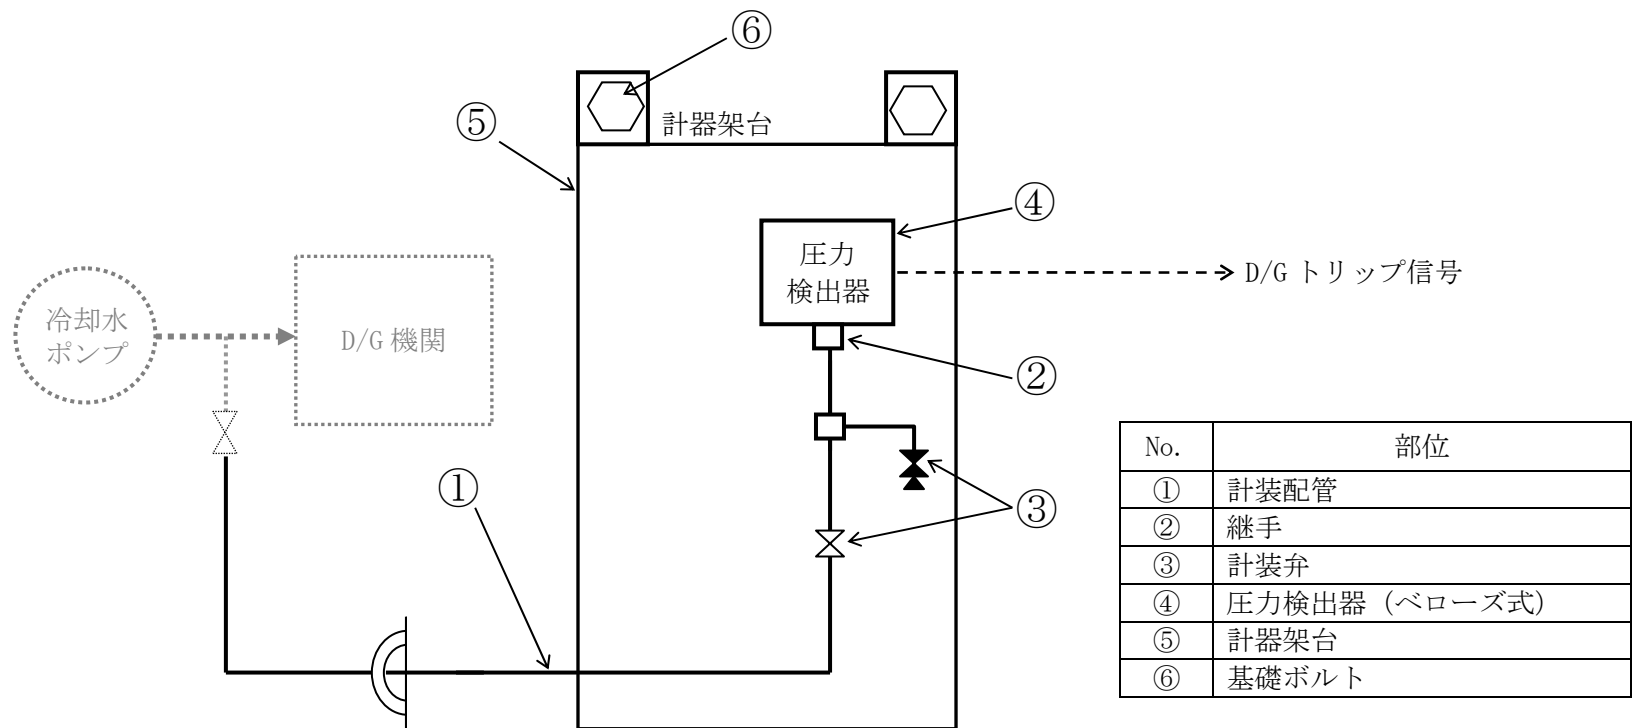 ⑥
⑤
計器架台
④
圧力
検出器
D/Gトリップ信号
冷却水
ポンプ
D/G機関
②
①
③
No. 部位
① 計装配管
② 継手
③ 計装弁
④ 圧力検出器（ベローズ式）
⑤ 計器架台
⑥ 基礎ボルト